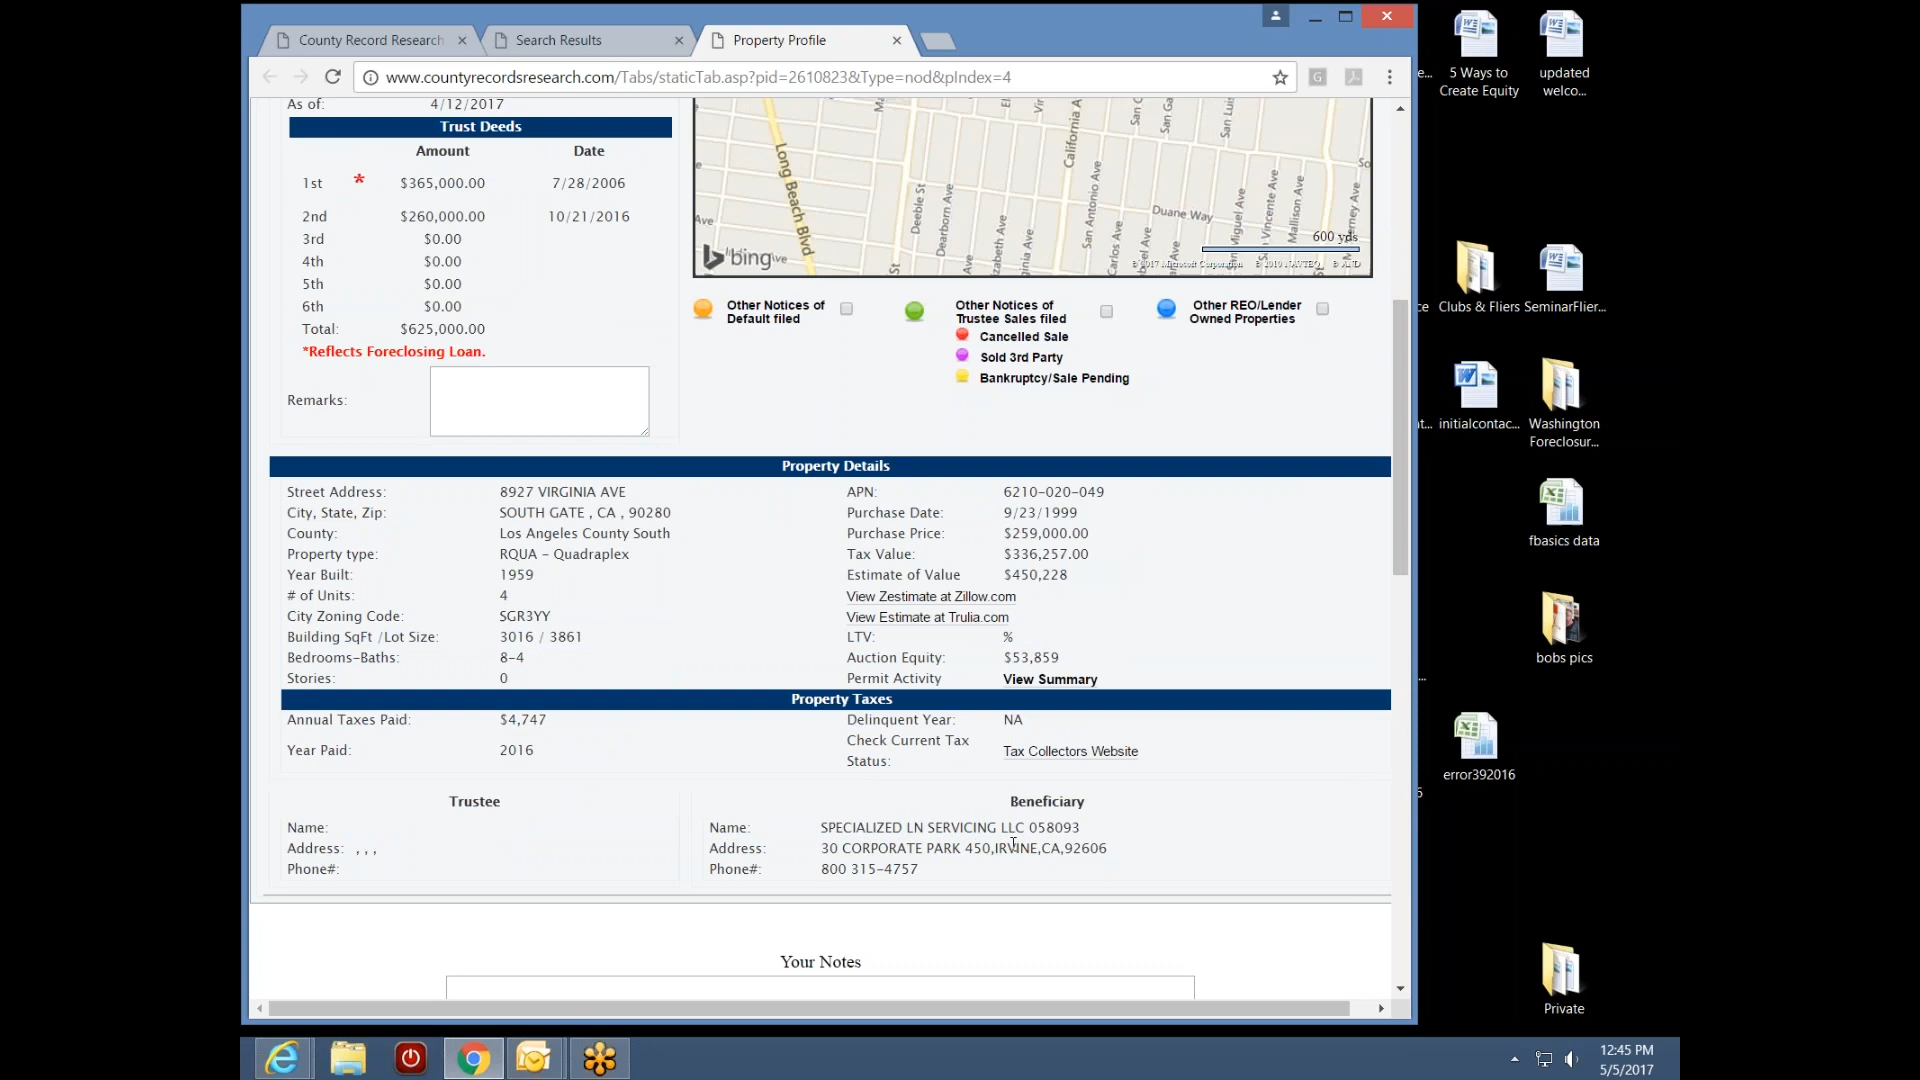 County Record Research
Search Results
Property Profile
www.countyrecordsresearch.com/Tabs/staticTab.asp?pid=2610823&Type=nod&pIndex=4
As of: 4/12/2017
Trust Deeds
Amount Date
1st * $365,000.00 7/28/2006
2nd $260,000.00 10/21/2016
3rd $0.00
4th $0.00
5th $0.00
6th $0.00
Total: $625,000.00
*Reflects Foreclosing Loan.
Remarks:
Long Beach Blvd
Deeble St
Dearborn Ave
California A
San Antonio Ave
Duane Way
600 yds
bing
Other Notices of
Default filed
Other Notices of
Trustee Sales filed
Cancelled Sale
Sold 3rd Party
Bankruptcy/Sale Pending
Other REO/Lender
Owned Properties
Property Details
Street Address: 8927 VIRGINIA AVE
City, State, Zip: SOUTH GATE , CA , 90280
County: Los Angeles County South
Property type: RQUA - Quadraplex
Year Built: 1959
# of Units: 4
City Zoning Code: SGR3YY
Building SqFt /Lot Size: 3016 / 3861
Bedrooms-Baths: 8-4
Stories: 0
APN: 6210-020-049
Purchase Date: 9/23/1999
Purchase Price: $259,000.00
Tax Value: $336,257.00
Estimate of Value $450,228
View Zestimate at Zillow.com
View Estimate at Trulia.com
LTV: %
Auction Equity: $53,859
Permit Activity View Summary
Property Taxes
Annual Taxes Paid: $4,747
Year Paid: 2016
Delinquent Year: NA
Check Current Tax
Status: Tax Collectors Website
Trustee
Name:
Address: , , ,
Phone#:
Beneficiary
Name: SPECIALIZED LN SERVICING LLC 058093
Address: 30 CORPORATE PARK 450,IRVINE,CA,92606
Phone#: 800 315-4757
Your Notes
5 Ways to
Create Equity
updated
welco...
Clubs & Fliers
SeminarFlier...
initialcontac...
Washington
Foreclosur...
fbasics data
bobs pics
error392016
Private
12:45 PM
5/5/2017